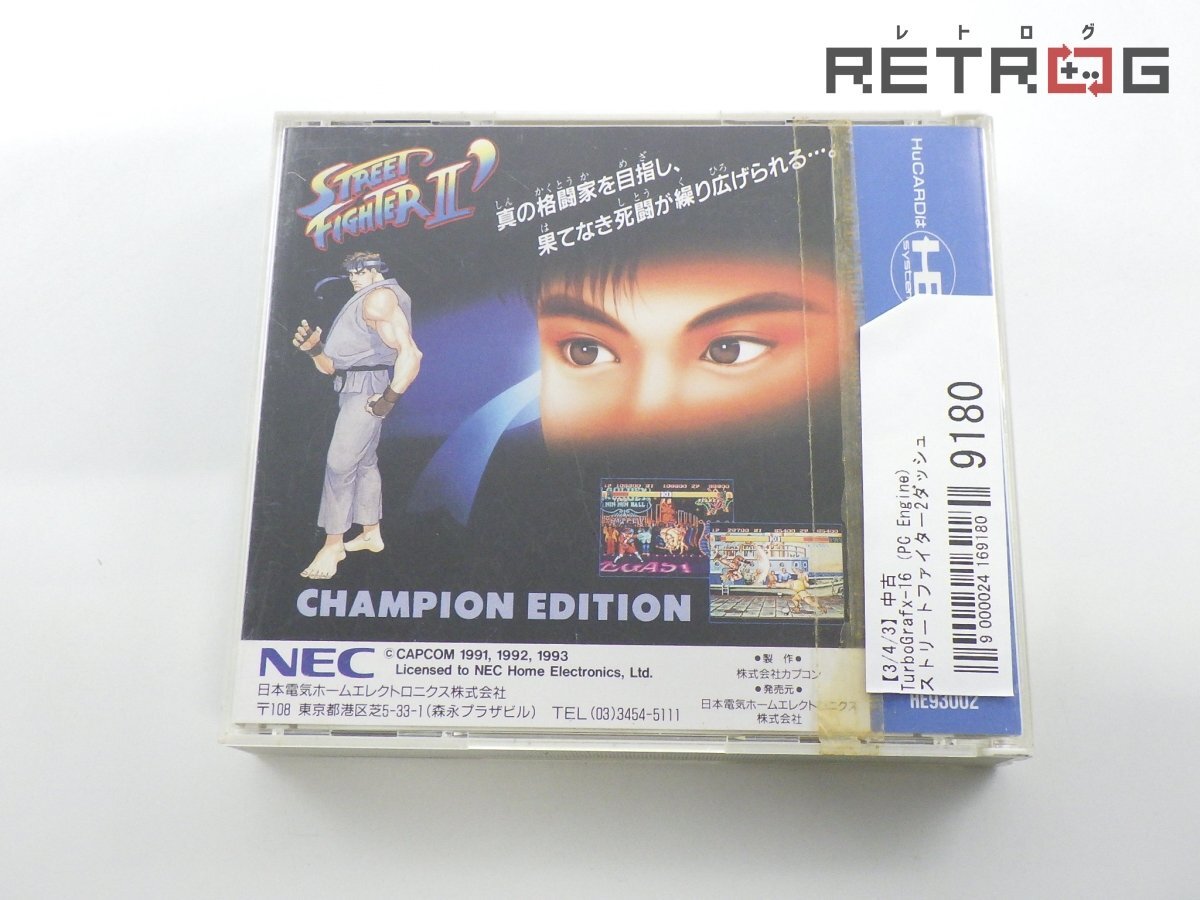 レトログ
RETROG
STREET
FIGHTER II'
しん かくとうか めざ
真の格闘家を目指し、
は しとう く ひろ
果てなき死闘が繰り広げられる…。
HuCARDは
HE
system
CHAMPION EDITION
NEC
©CAPCOM 1991, 1992, 1993
Licensed to NEC Home Electronics, Ltd.
日本電気ホームエレクトロニクス株式会社
〒108 東京都港区芝5-33-1(森永プラザビル) TEL(03)3454-5111
●製作●
株式会社カプコン
●発売元●
日本電気ホームエレクトロニクス
株式会社
【3/4/3】中古
TurboGrafx-16 (PC Engine)
ストリートファイター2ダッシュ
9180
9 000024 169180
HE93002